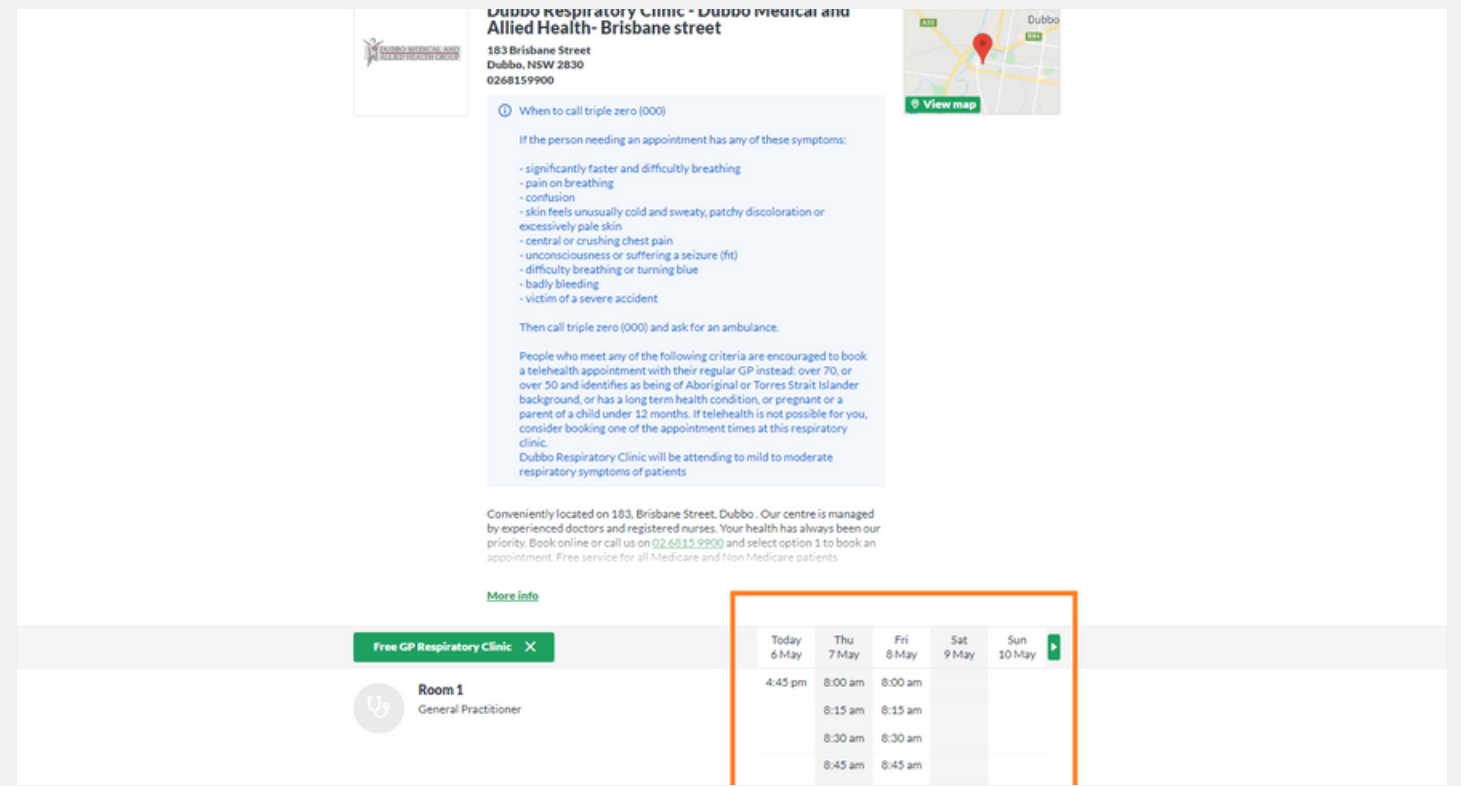 Dubbo Respiratory Clinic - Dubbo Medical and
Allied Health- Brisbane street
DUBBO MEDICAL AND
ALLIED HEALTH GROUP
183 Brisbane Street
Dubbo, NSW 2830
0268159900
A32
Dubbo
View map
When to call triple zero (000)
If the person needing an appointment has any of these symptoms:
- significantly faster and difficultly breathing
- pain on breathing
- confusion
- skin feels unusually cold and sweaty, patchy discoloration or
excessively pale skin
- central or crushing chest pain
- unconsciousness or suffering a seizure (fit)
- difficulty breathing or turning blue
- badly bleeding
- victim of a severe accident
Then call triple zero (000) and ask for an ambulance.
People who meet any of the following criteria are encouraged to book
a telehealth appointment with their regular GP instead: over 70, or
over 50 and identifies as being of Aboriginal or Torres Strait Islander
background, or has a long term health condition, or pregnant or a
parent of a child under 12 months. If telehealth is not possible for you,
consider booking one of the appointment times at this respiratory
clinic.
Dubbo Respiratory Clinic will be attending to mild to moderate
respiratory symptoms of patients
Conveniently located on 183, Brisbane Street, Dubbo . Our centre is managed
by experienced doctors and registered nurses. Your health has always been our
priority. Book online or call us on 02 6815 9900 and select option 1 to book an
appointment. Free service for all Medicare and Non Medicare patients
More info
Free GP Respiratory Clinic X
Today Thu Fri Sat Sun
6 May 7 May 8 May 9 May 10 May
Room 1
General Practitioner
4:45 pm 8:00 am 8:00 am
8:15 am 8:15 am
8:30 am 8:30 am
8:45 am 8:45 am